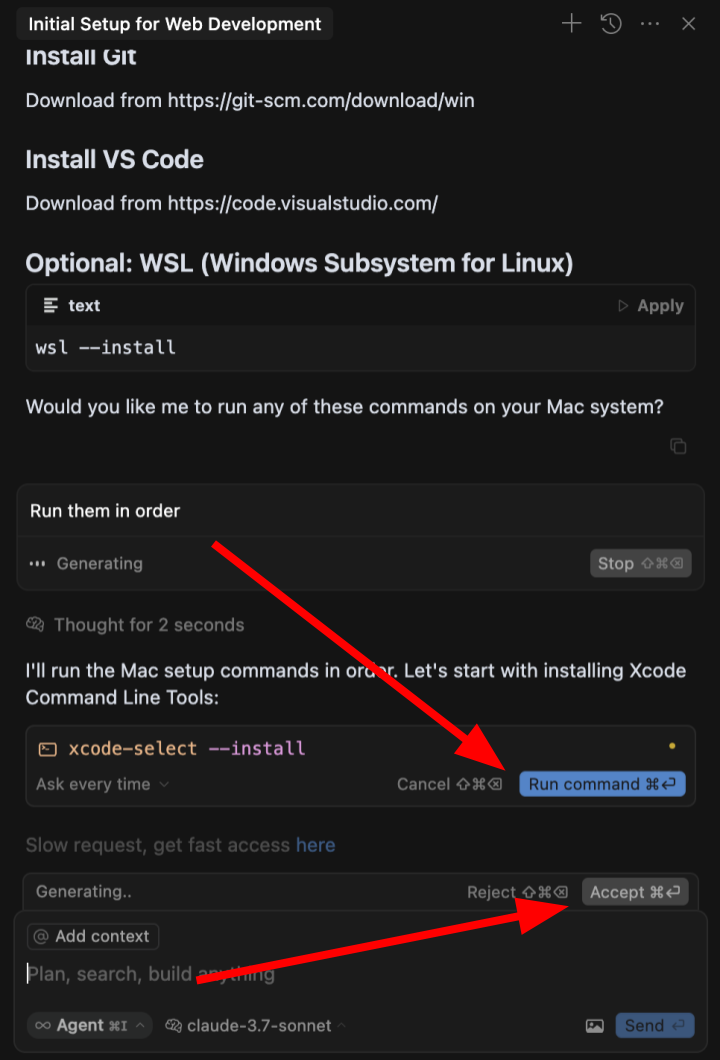 Initial Setup for Web Development
Install Git
Download from https://git-scm.com/download/win
Install VS Code
Download from https://code.visualstudio.com/
Optional: WSL (Windows Subsystem for Linux)
text Apply
wsl --install
Would you like me to run any of these commands on your Mac system?
Run them in order
Generating Stop ⇧⌘⌫
Thought for 2 seconds
I'll run the Mac setup commands in order. Let's start with installing Xcode
Command Line Tools:
xcode-select --install
Ask every time Cancel ⇧⌘⌫ Run command ⌘⏎
Slow request, get fast access here
Generating.. Reject ⇧⌘⌫ Accept ⌘⏎
@ Add context
Plan, search, build anything
∞ Agent ⌘I claude-3.7-sonnet Send ⏎